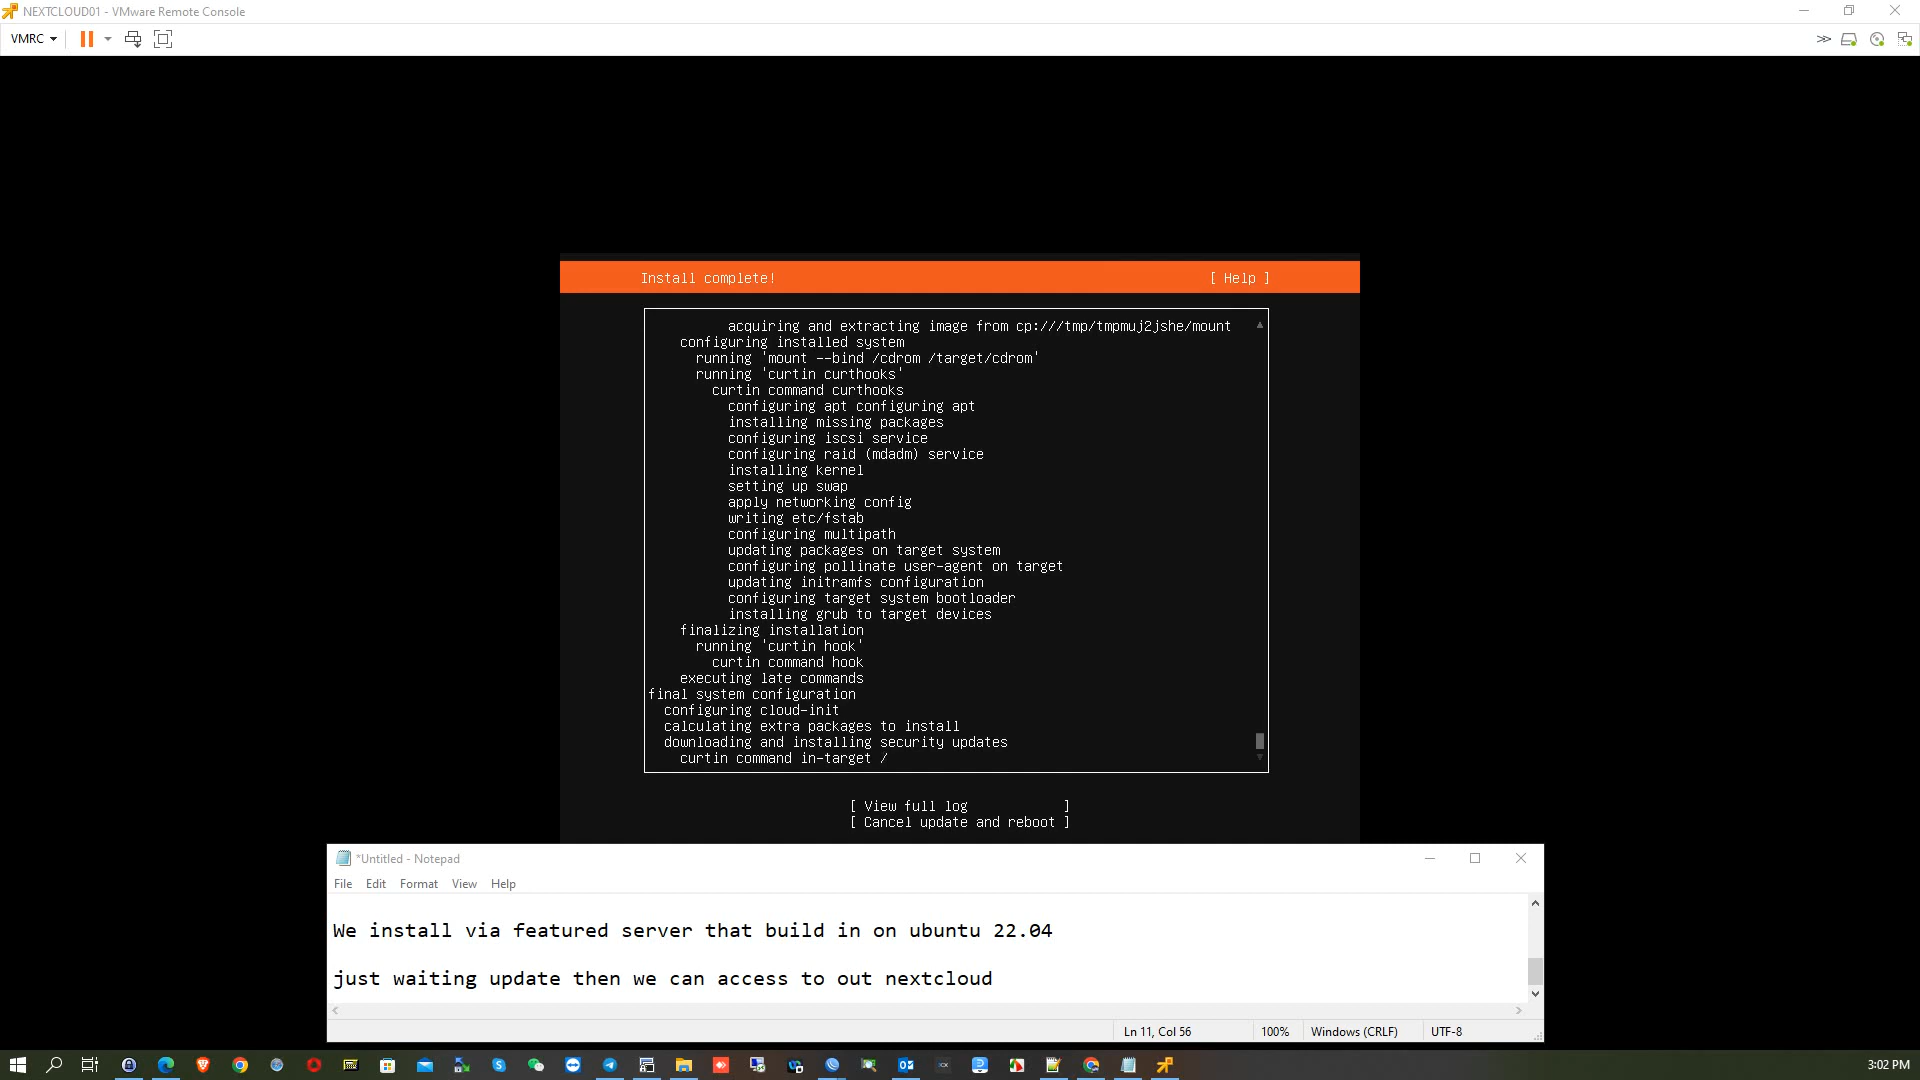 NEXTCLOUD01 - VMware Remote Console
VMRC
Install complete! [ Help ]
acquiring and extracting image from cp:///tmp/tmpmuj2jshe/mount
configuring installed system
running 'mount --bind /cdrom /target/cdrom'
running 'curtin curthooks'
curtin command curthooks
configuring apt configuring apt
installing missing packages
configuring iscsi service
configuring raid (mdadm) service
installing kernel
setting up swap
apply networking config
writing etc/fstab
configuring multipath
updating packages on target system
configuring pollinate user-agent on target
updating initramfs configuration
configuring target system bootloader
installing grub to target devices
finalizing installation
running 'curtin hook'
curtin command hook
executing late commands
final system configuration
configuring cloud-init
calculating extra packages to install
downloading and installing security updates
curtin command in-target /
[ View full log ]
[ Cancel update and reboot ]
*Untitled - Notepad
File Edit Format View Help
We install via featured server that build in on ubuntu 22.04
just waiting update then we can access to out nextcloud
Ln 11, Col 56 100% Windows (CRLF) UTF-8
3:02 PM